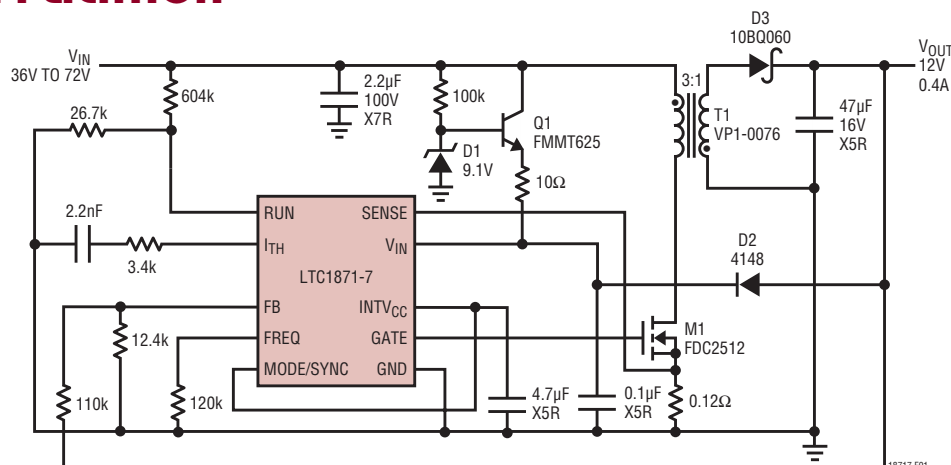 V_IN
36V TO 72V
604k
26.7k
2.2µF
100V
X7R
100k
D1
9.1V
Q1
FMMT625
10Ω
3:1
T1
VP1-0076
D3
10BQ060
V_OUT
12V
0.4A
47µF
16V
X5R
2.2nF
3.4k
RUN
SENSE
I_TH
V_IN
LTC1871-7
FB
INTV_CC
FREQ
GATE
MODE/SYNC
GND
D2
4148
M1
FDC2512
12.4k
110k
120k
4.7µF
X5R
0.1µF
X5R
0.12Ω